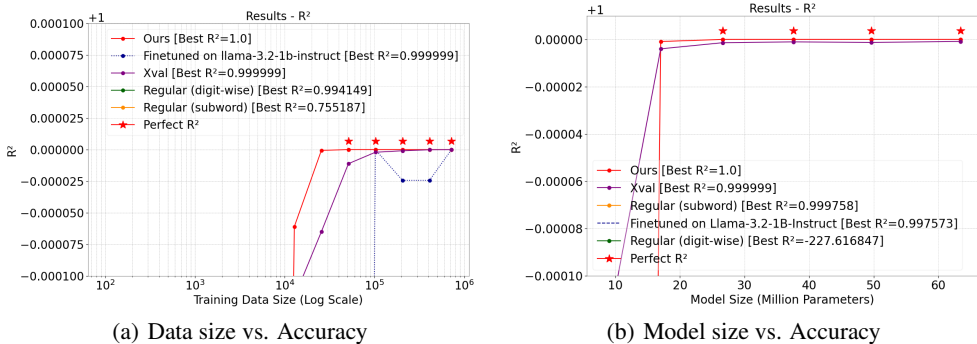 Results - R²
+1
0.000100
0.000075
0.000050
0.000025
0.000000
−0.000025
−0.000050
−0.000075
−0.000100
R²
Ours [Best R²=1.0]
Finetuned on llama-3.2-1b-instruct [Best R²=0.999999]
Xval [Best R²=0.999999]
Regular (digit-wise) [Best R²=0.994149]
Regular (subword) [Best R²=0.755187]
Perfect R²
10² 10³ 10⁴ 10⁵ 10⁶
Training Data Size (Log Scale)
(a) Data size vs. Accuracy
Results - R²
+1
0.00000
−0.00002
−0.00004
−0.00006
−0.00008
−0.00010
R²
Ours [Best R²=1.0]
Xval [Best R²=0.999999]
Regular (subword) [Best R²=0.999758]
Finetuned on Llama-3.2-1B-Instruct [Best R²=0.997573]
Regular (digit-wise) [Best R²=-227.616847]
Perfect R²
10 20 30 40 50 60
Model Size (Million Parameters)
(b) Model size vs. Accuracy